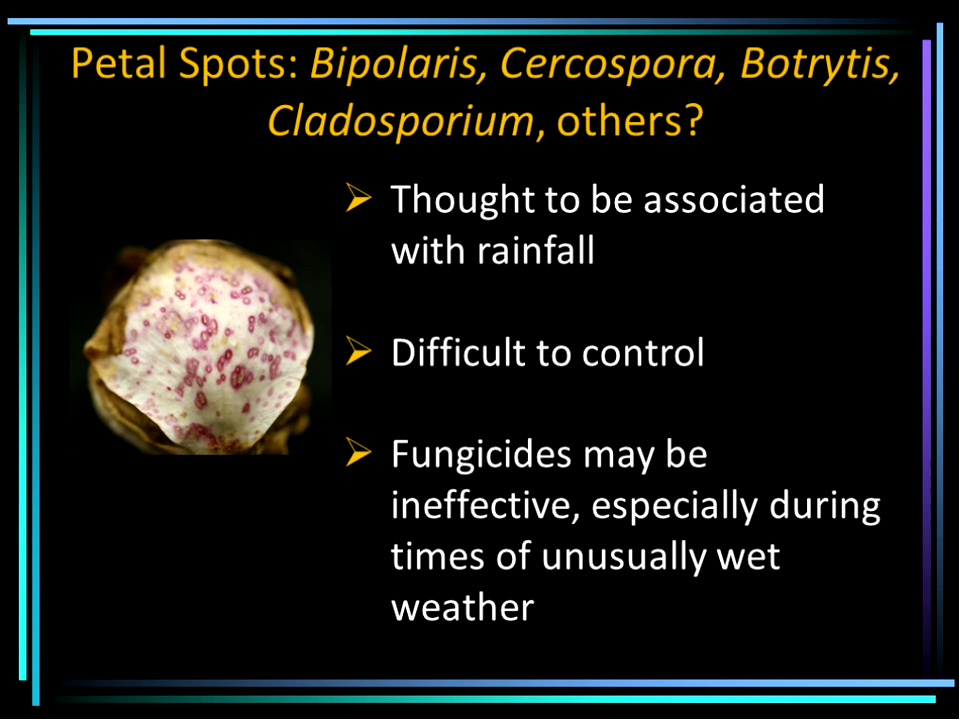 Petal Spots: Bipolaris, Cercospora, Botrytis,
Cladosporium, others?
➢ Thought to be associated
with rainfall
➢ Difficult to control
➢ Fungicides may be
ineffective, especially during
times of unusually wet
weather